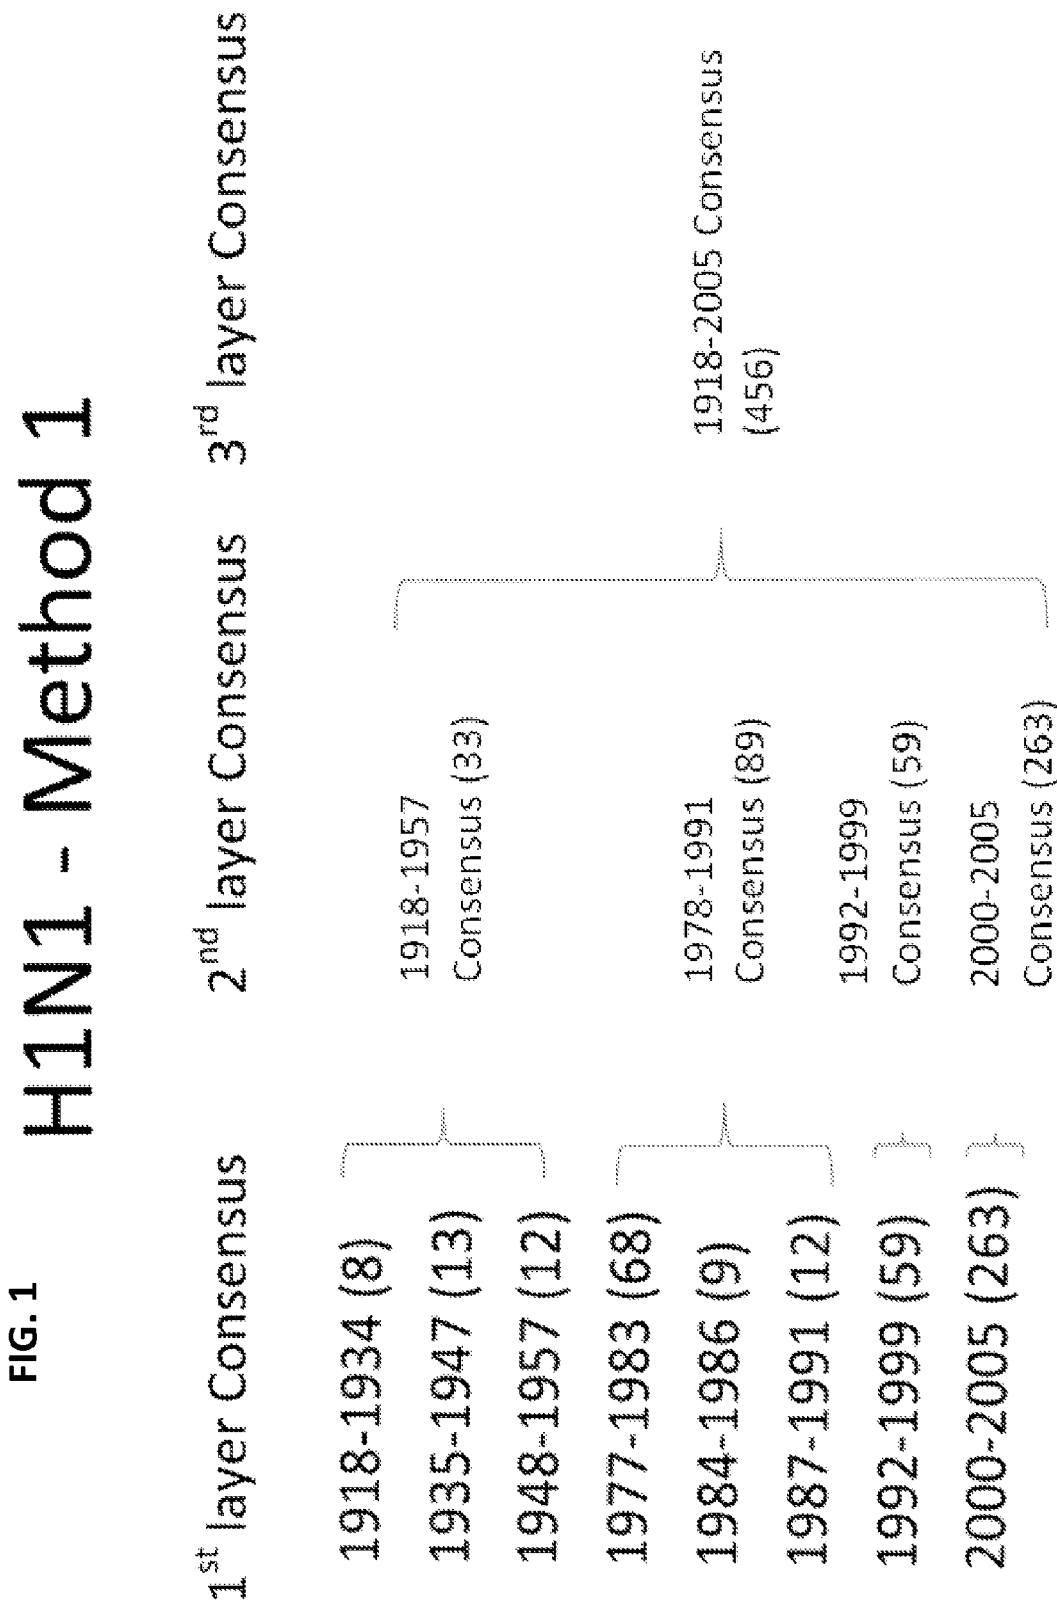 FIG. 1
H1N1 - Method 1
1st layer Consensus
2nd layer Consensus
3rd layer Consensus
1918-1934 (8)
1935-1947 (13)
1948-1957 (12)
1977-1983 (68)
1984-1986 (9)
1987-1991 (12)
1992-1999 (59)
2000-2005 (263)
1918-1957
Consensus (33)
1978-1991
Consensus (89)
1992-1999
Consensus (59)
2000-2005
Consensus (263)
1918-2005 Consensus
(456)